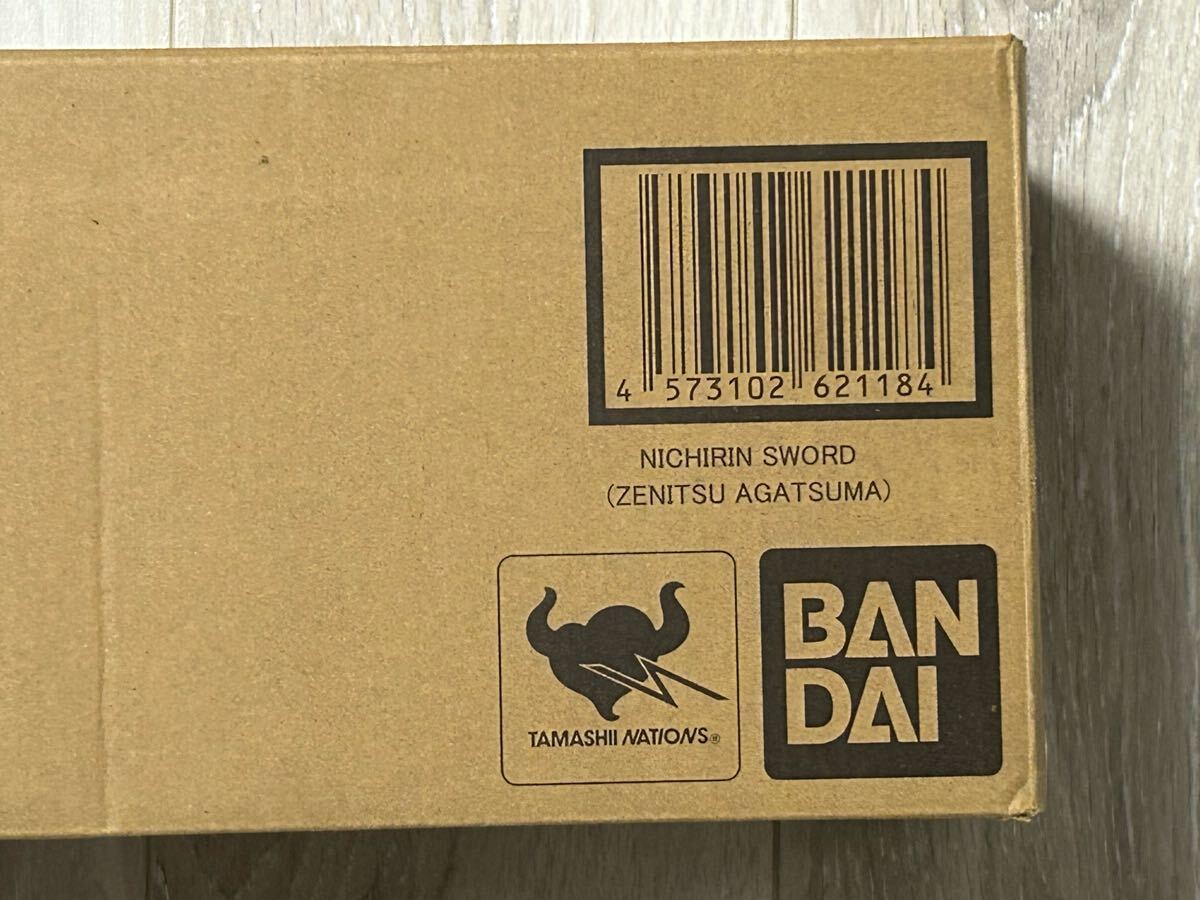 4 573102 621184
NICHIRIN SWORD
(ZENITSU AGATSUMA)
TAMASHII NATIONS®
BAN
DAI